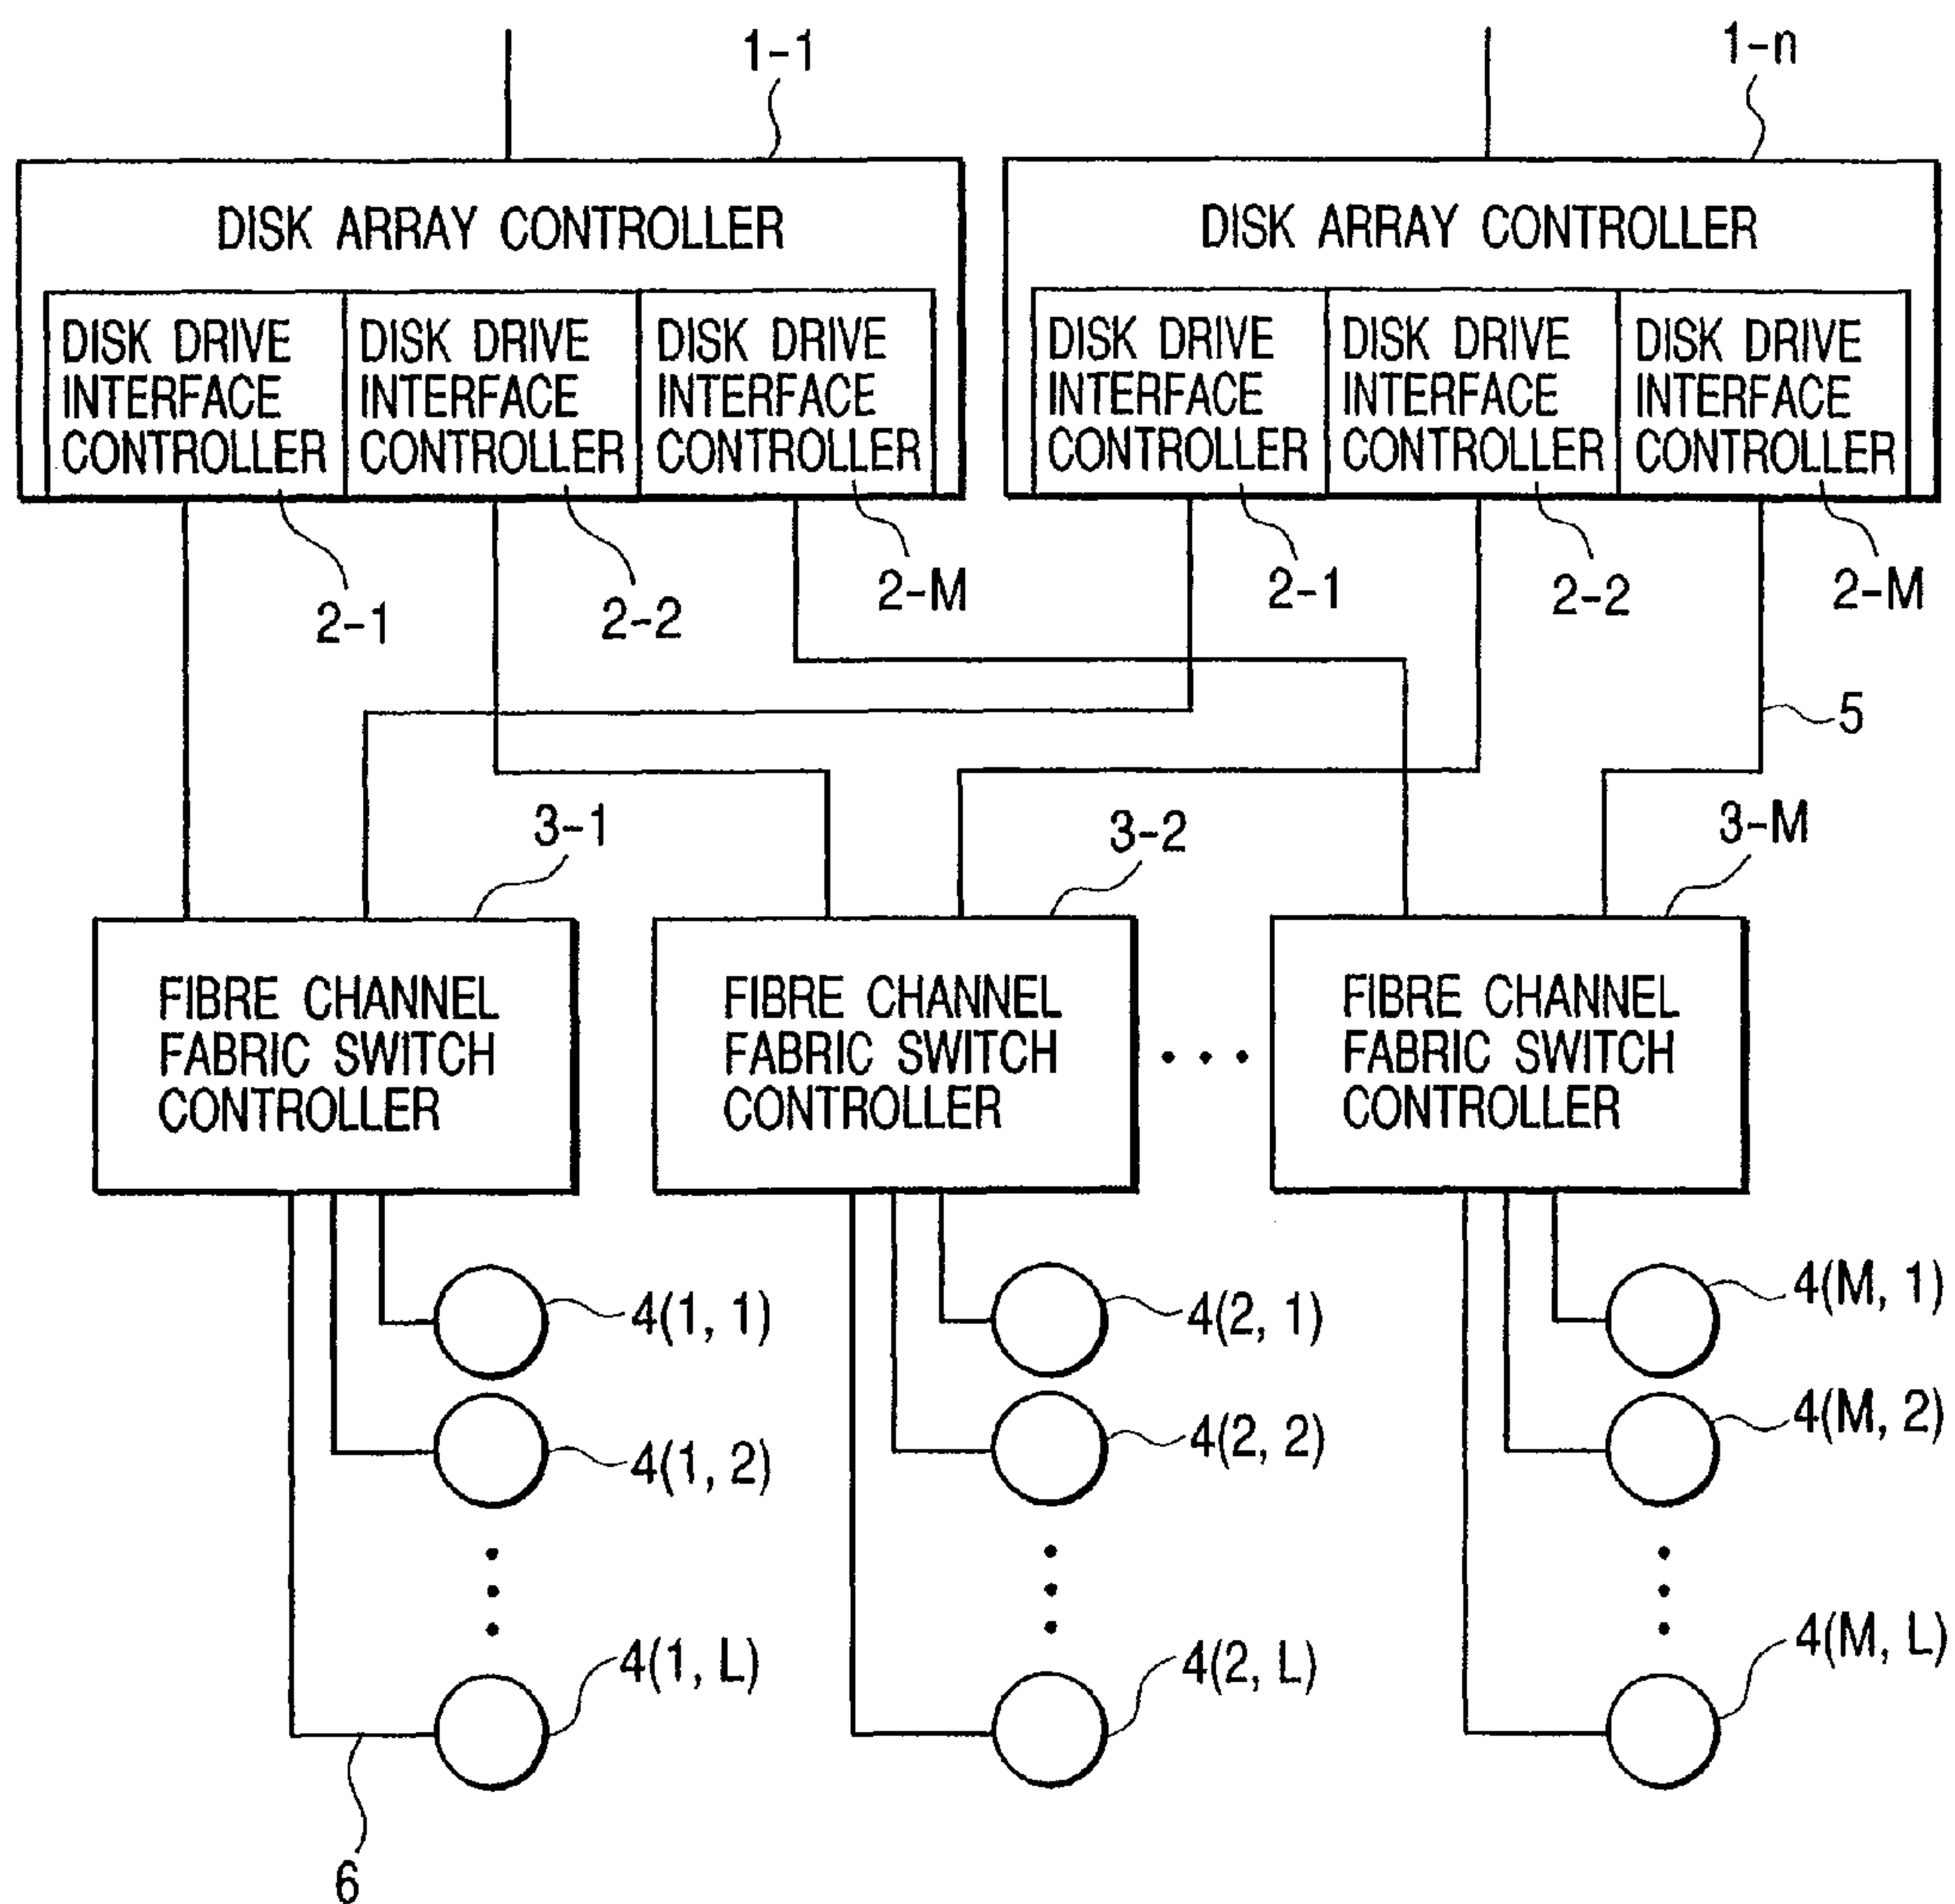 1-1
1-n
DISK ARRAY CONTROLLER
DISK ARRAY CONTROLLER
DISK DRIVE
INTERFACE
CONTROLLER
DISK DRIVE
INTERFACE
CONTROLLER
DISK DRIVE
INTERFACE
CONTROLLER
DISK DRIVE
INTERFACE
CONTROLLER
DISK DRIVE
INTERFACE
CONTROLLER
DISK DRIVE
INTERFACE
CONTROLLER
2-1
2-2
2-M
2-1
2-2
2-M
5
3-1
3-2
3-M
FIBRE CHANNEL
FABRIC SWITCH
CONTROLLER
FIBRE CHANNEL
FABRIC SWITCH
CONTROLLER
• • •
FIBRE CHANNEL
FABRIC SWITCH
CONTROLLER
4(1, 1)
4(2, 1)
4(M, 1)
4(1, 2)
4(2, 2)
4(M, 2)
4(1, L)
4(2, L)
4(M, L)
6